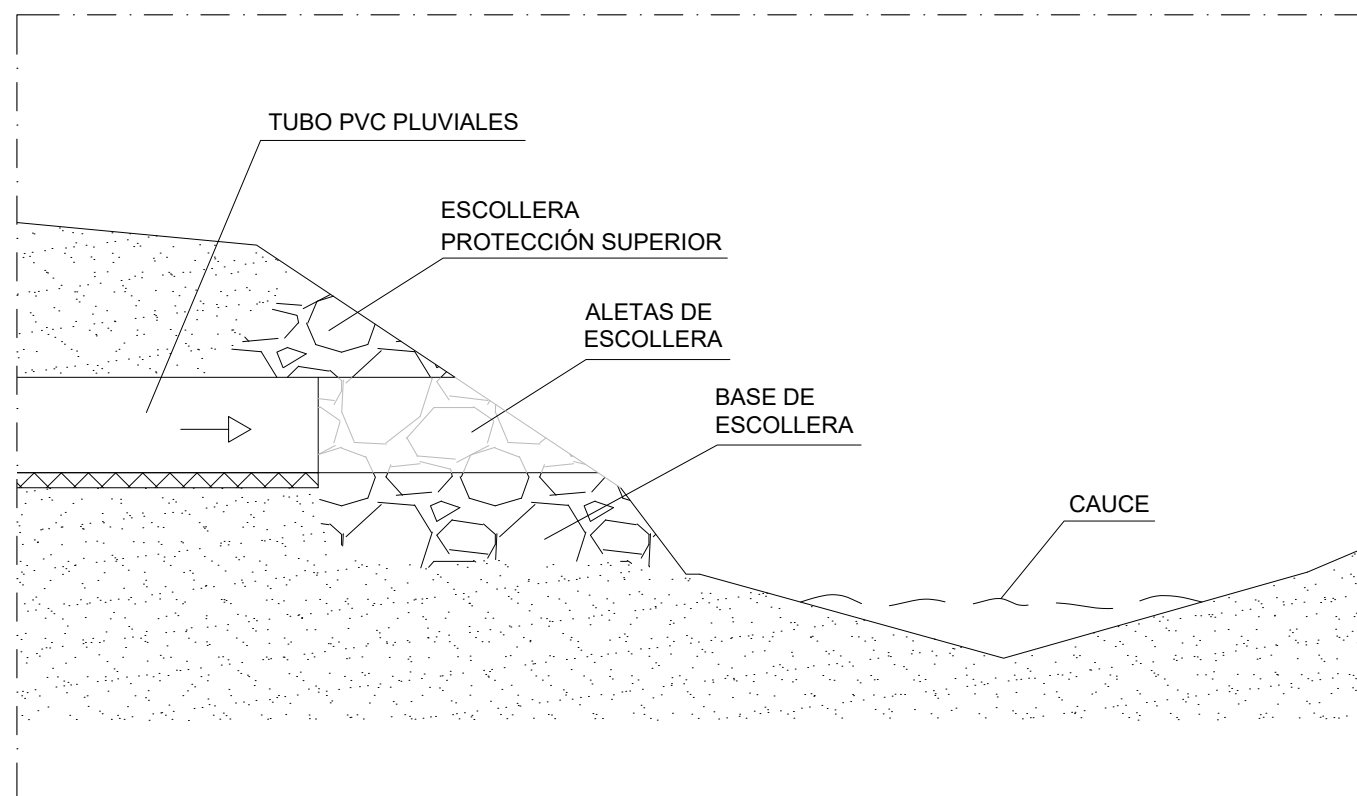 TUBO PVC PLUVIALES
ESCOLLERA
PROTECCIÓN SUPERIOR
ALETAS DE
ESCOLLERA
BASE DE
ESCOLLERA
CAUCE